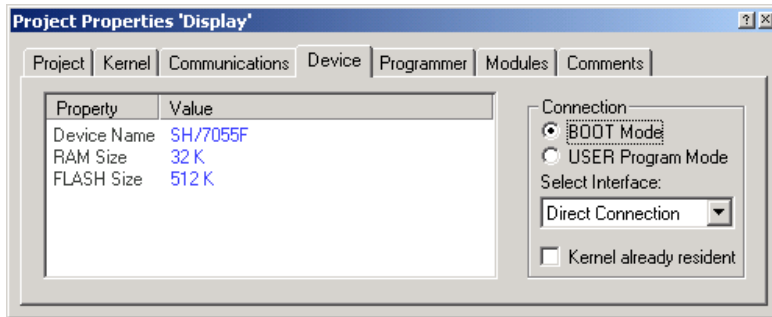 Project Properties 'Display'
Project Kernel Communications Device Programmer Modules Comments
Property Value
Device Name SH/7055F
RAM Size 32 K
FLASH Size 512 K
Connection
BOOT Mode
USER Program Mode
Select Interface:
Direct Connection
Kernel already resident